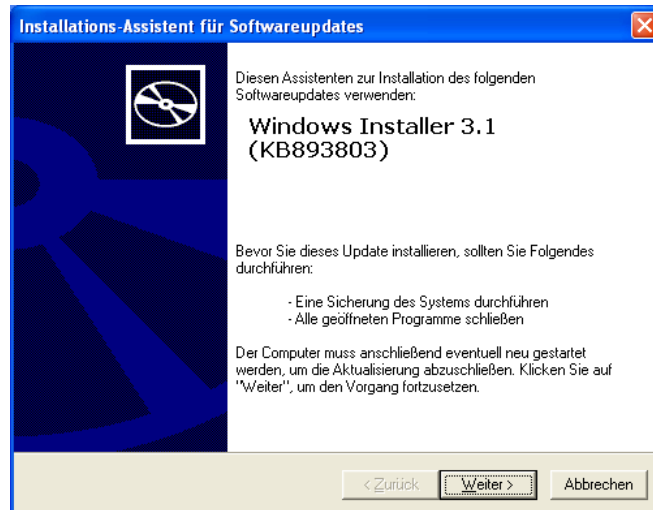 Installations-Assistent für Softwareupdates
Diesen Assistenten zur Installation des folgenden
Softwareupdates verwenden:
Windows Installer 3.1
(KB893803)
Bevor Sie dieses Update installieren, sollten Sie Folgendes
durchführen:
- Eine Sicherung des Systems durchführen
- Alle geöffneten Programme schließen
Der Computer muss anschließend eventuell neu gestartet
werden, um die Aktualisierung abzuschließen. Klicken Sie auf
"Weiter", um den Vorgang fortzusetzen.
< Zurück Weiter > Abbrechen